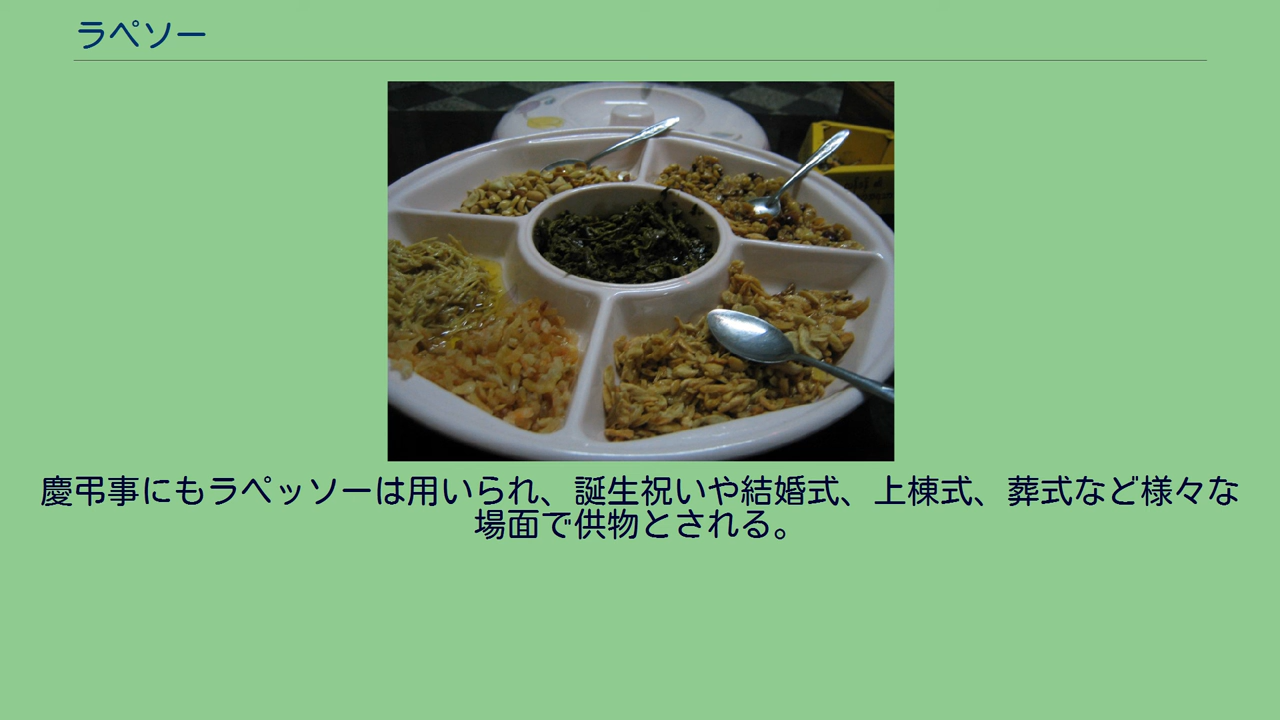 ラペソー
慶弔事にもラペッソーは用いられ、誕生祝いや結婚式、上棟式、葬式など様々な
場面で供物とされる。